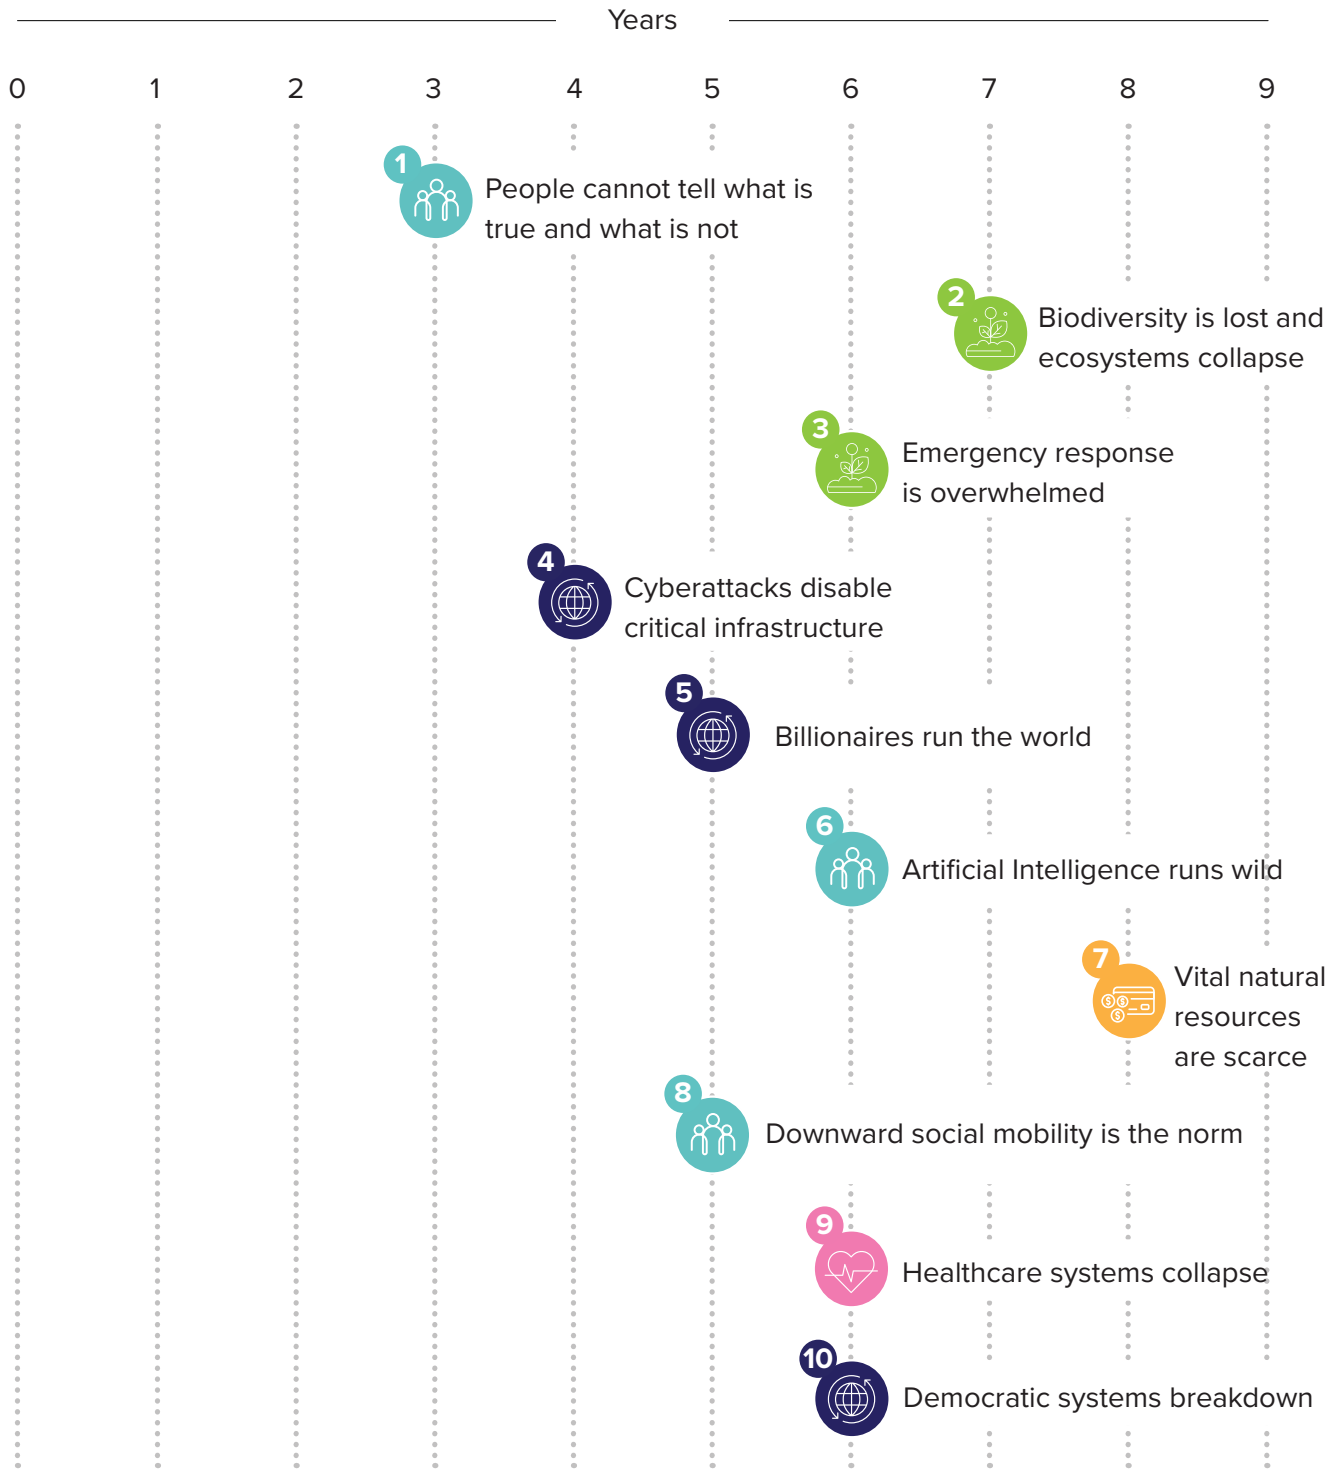 Years
0 1 2 3 4 5 6 7 8 9
1
People cannot tell what is
true and what is not
2
Biodiversity is lost and
ecosystems collapse
3
Emergency response
is overwhelmed
4
Cyberattacks disable
critical infrastructure
5
Billionaires run the world
6
Artificial Intelligence runs wild
7
Vital natural
resources
are scarce
8
Downward social mobility is the norm
9
Healthcare systems collapse
10
Democratic systems breakdown